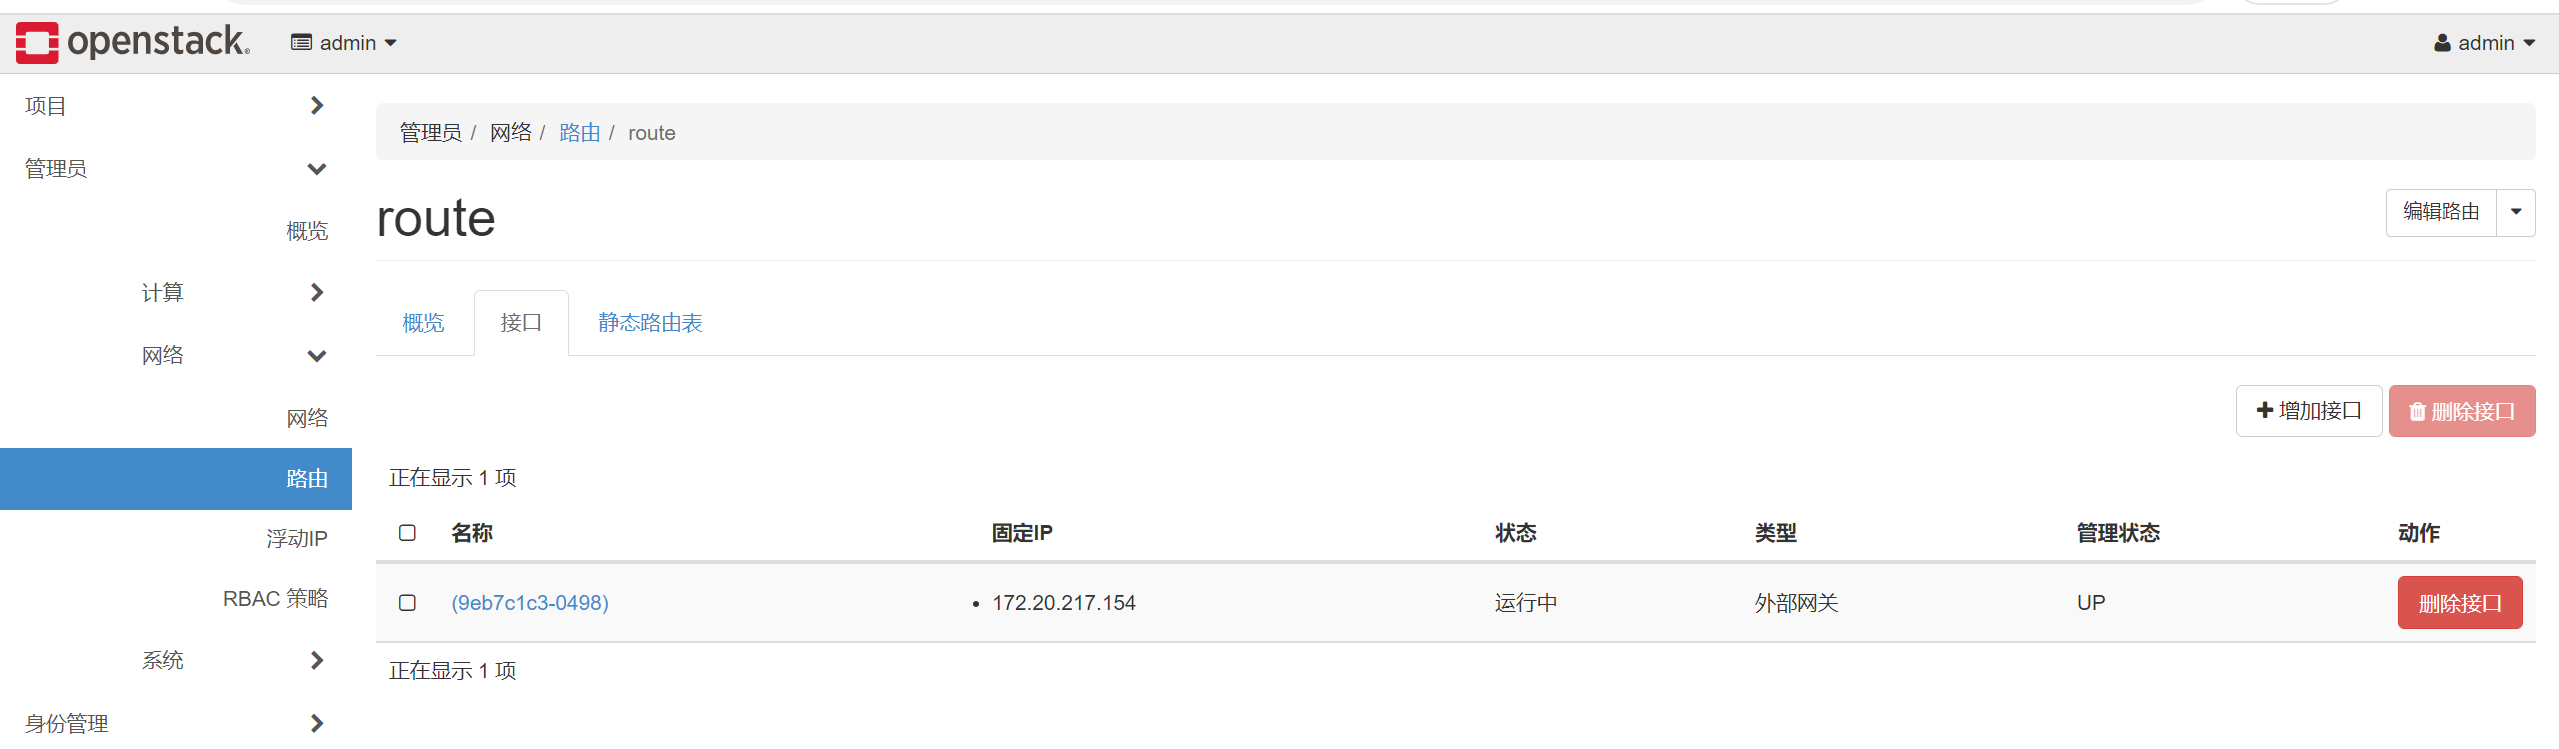 openstack. admin admin
项目
管理员
概览
计算
网络
网络
路由
浮动IP
RBAC 策略
系统
身份管理
管理员 / 网络 / 路由 / route
route
编辑路由
概览 接口 静态路由表
增加接口 删除接口
正在显示 1 项
名称 固定IP 状态 类型 管理状态 动作
(9eb7c1c3-0498) • 172.20.217.154 运行中 外部网关 UP 删除接口
正在显示 1 项